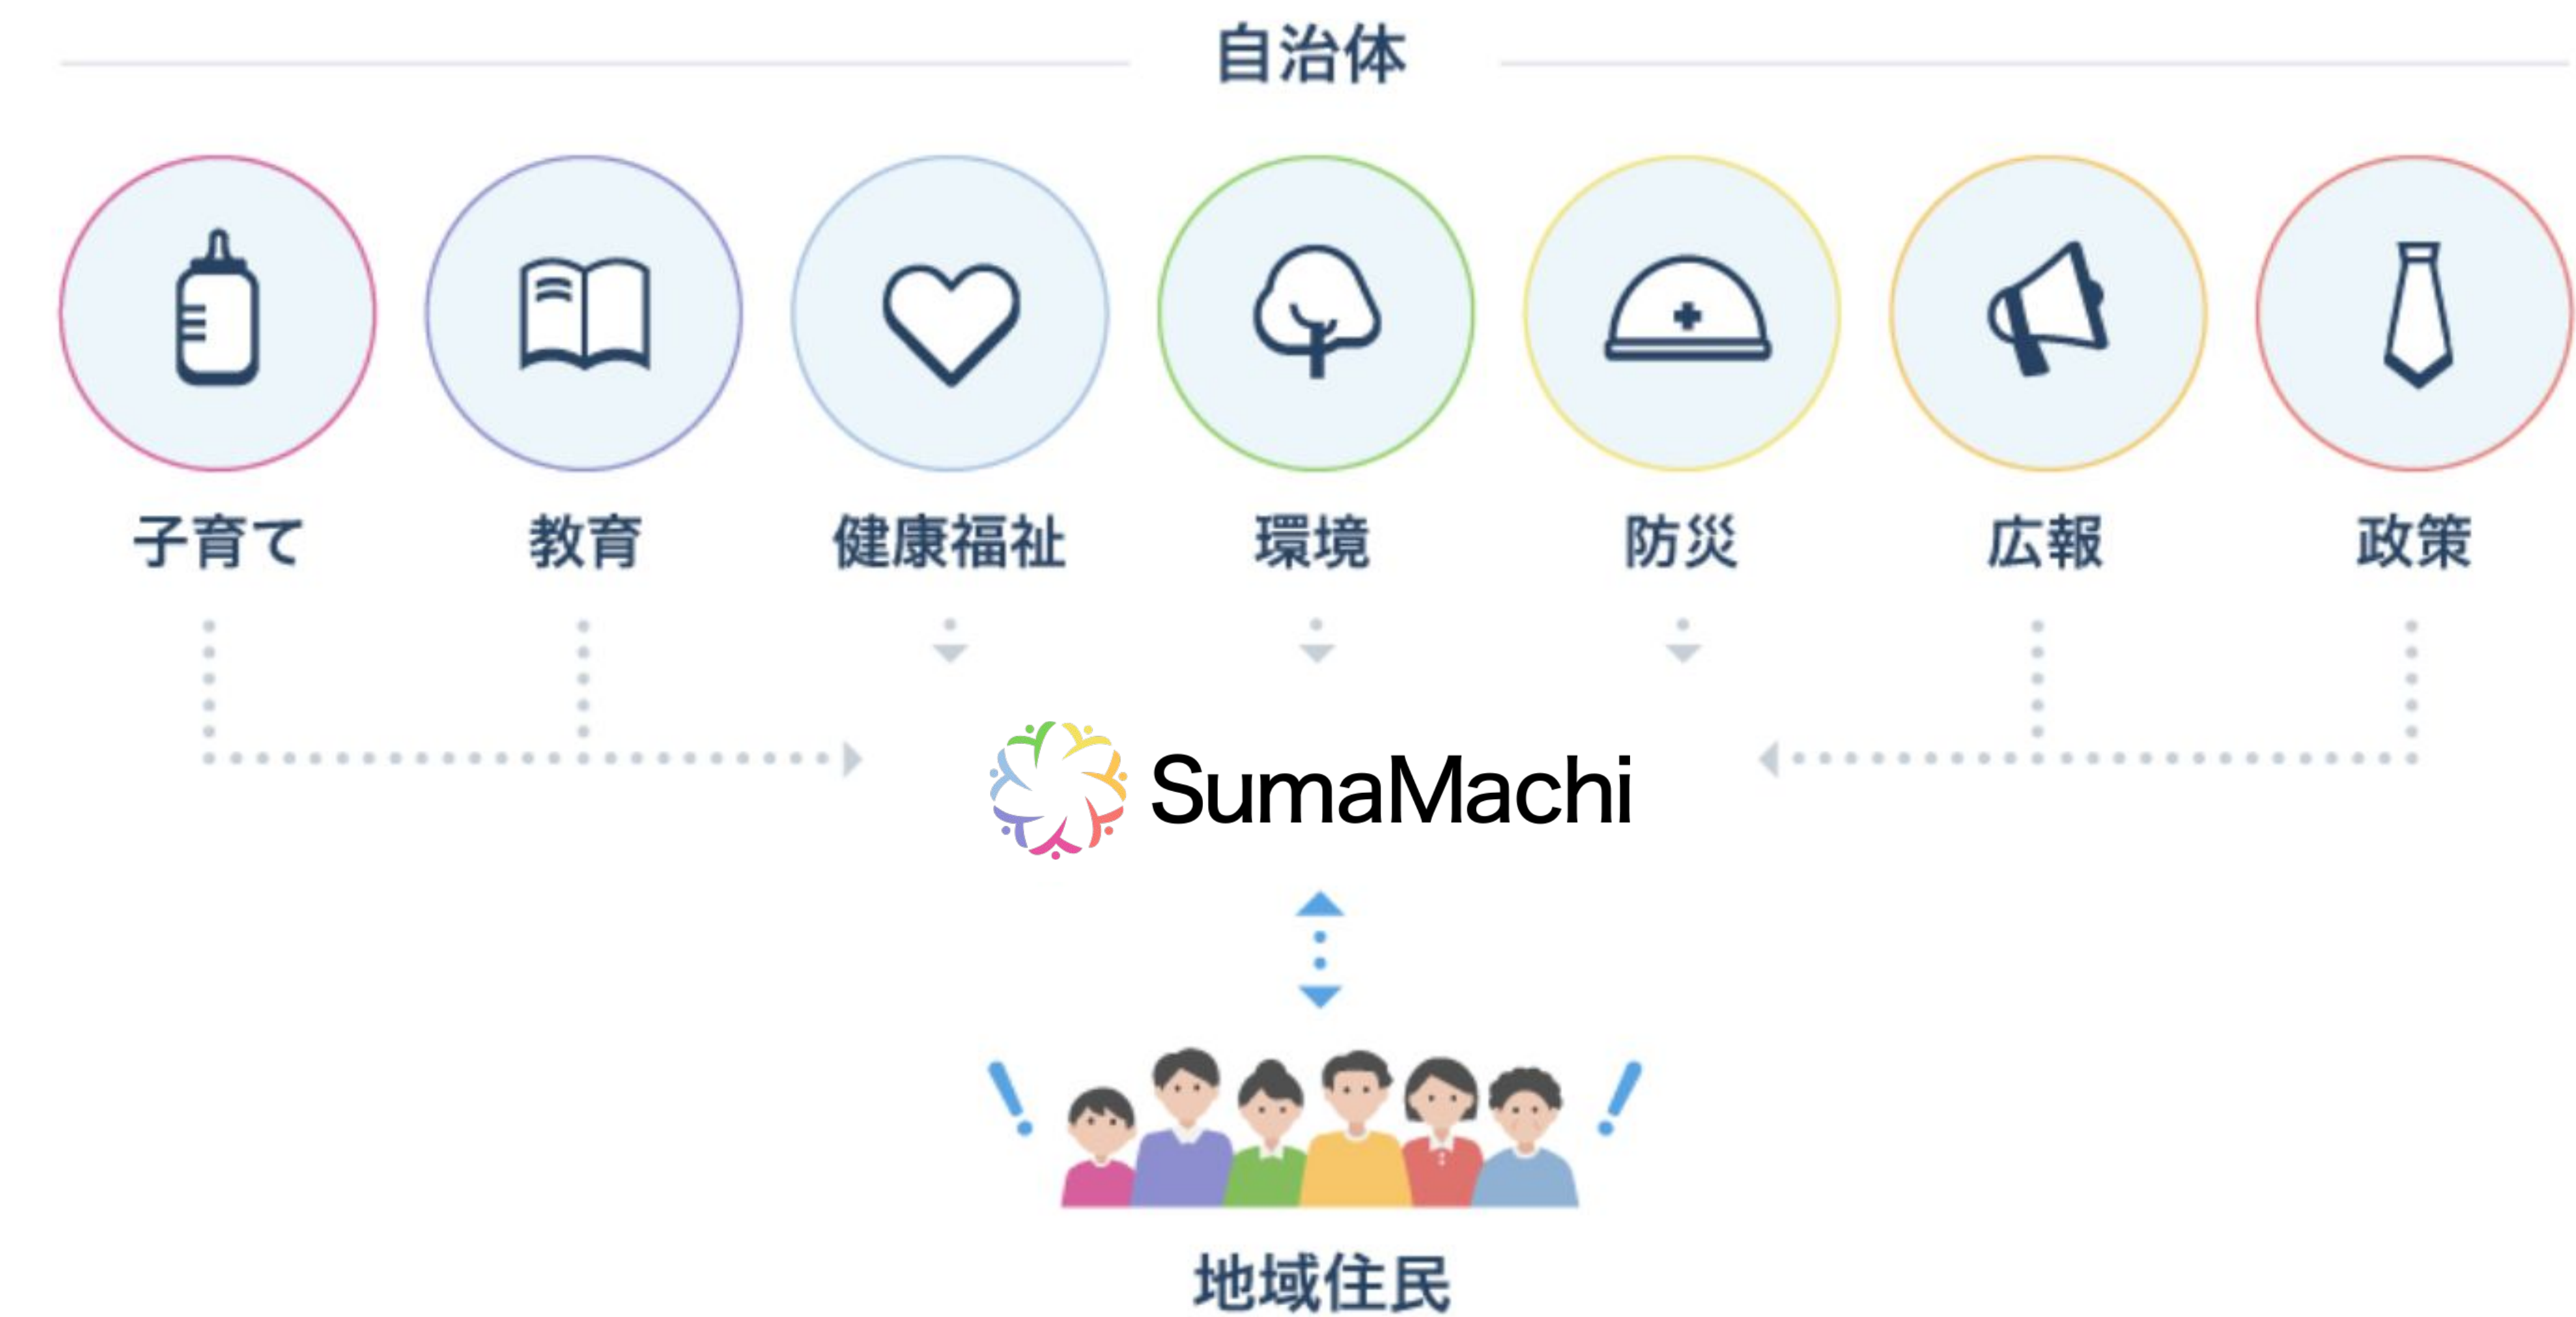 自治体
子育て
教育
健康福祉
環境
防災
広報
政策
SumaMachi
地域住民